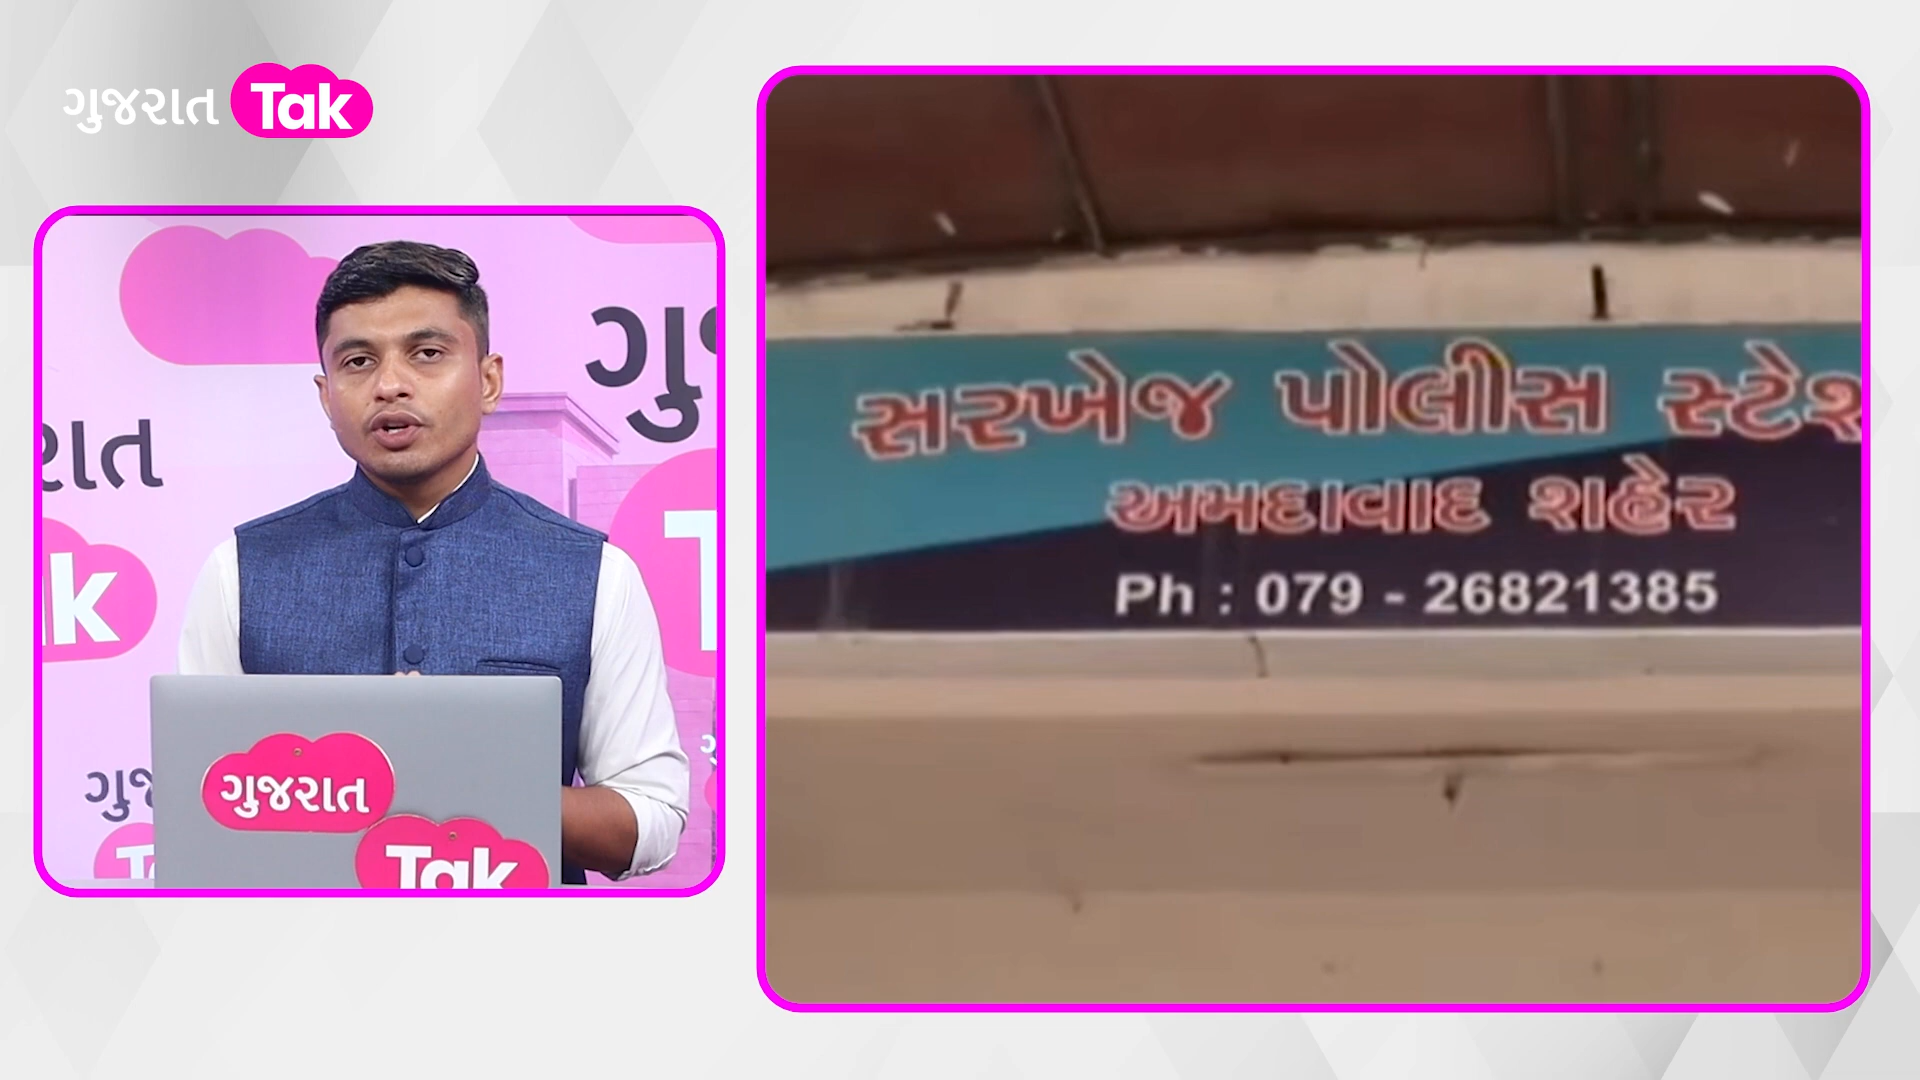 ગુજરાત Tak
સરખેજ પોલીસ
અમદાવાદ શહેર
Ph : 079 - 26821385
ગુજરાત
Tak